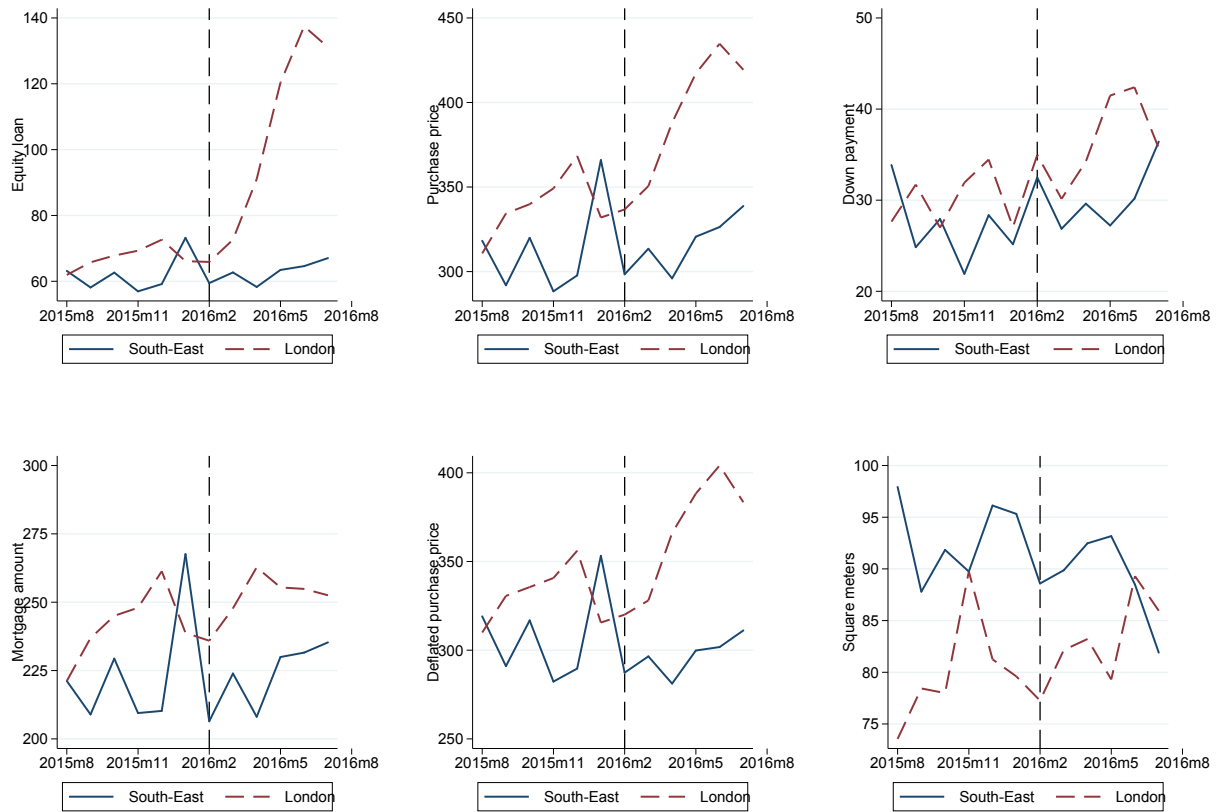 140
120
100
80
60
Equity loan
2015m8 2015m11 2016m2 2016m5 2016m8
South-East London
450
400
350
300
Purchase price
2015m8 2015m11 2016m2 2016m5 2016m8
South-East London
50
40
30
20
Down payment
2015m8 2015m11 2016m2 2016m5 2016m8
South-East London
300
275
250
225
200
Mortgage amount
2015m8 2015m11 2016m2 2016m5 2016m8
South-East London
400
350
300
250
Deflated purchase price
2015m8 2015m11 2016m2 2016m5 2016m8
South-East London
100
95
90
85
80
75
Square meters
2015m8 2015m11 2016m2 2016m5 2016m8
South-East London